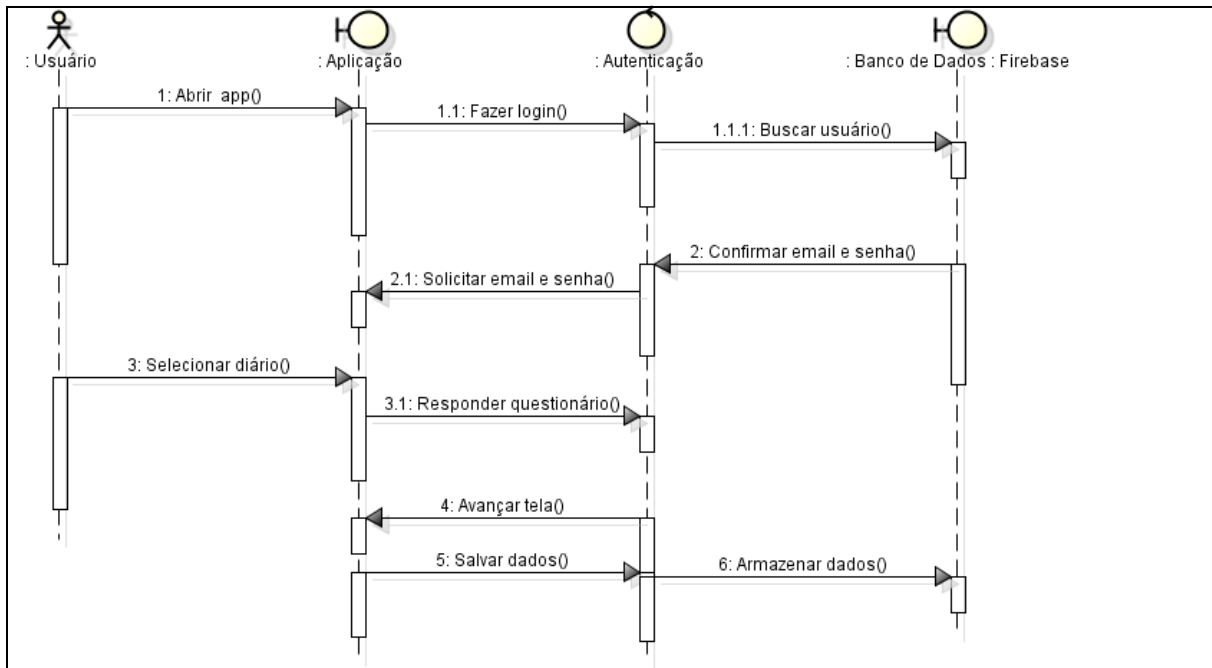 : Usuário
: Aplicação
: Autenticação
: Banco de Dados : Firebase
1: Abrir app()
1.1: Fazer login()
1.1.1: Buscar usuário()
2: Confirmar email e senha()
2.1: Solicitar email e senha()
3: Selecionar diário()
3.1: Responder questionário()
4: Avançar tela()
5: Salvar dados()
6: Armazenar dados()